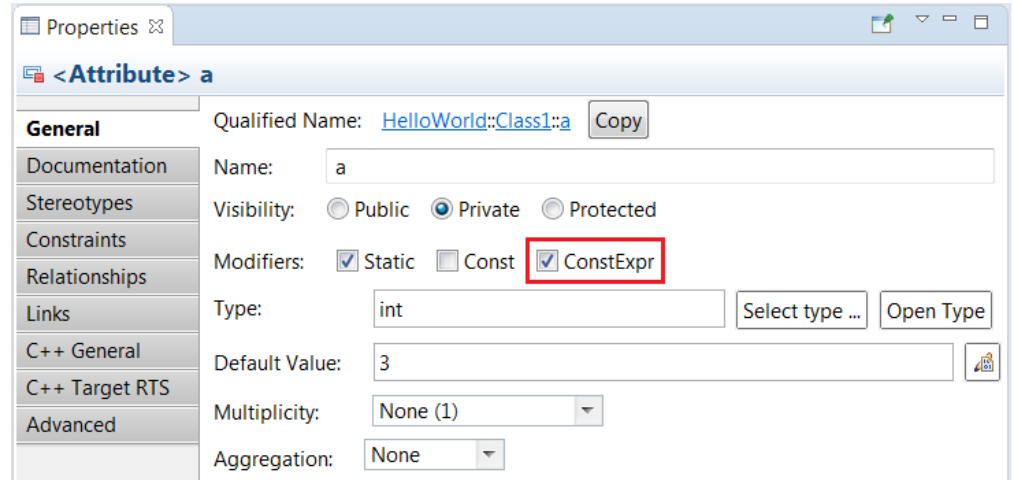 Properties
<Attribute> a
General
Documentation
Stereotypes
Constraints
Relationships
Links
C++ General
C++ Target RTS
Advanced
Qualified Name: HelloWorld::Class1::a Copy
Name: a
Visibility: Public Private Protected
Modifiers: Static Const ConstExpr
Type: int Select type ... Open Type
Default Value: 3
Multiplicity: None (1)
Aggregation: None